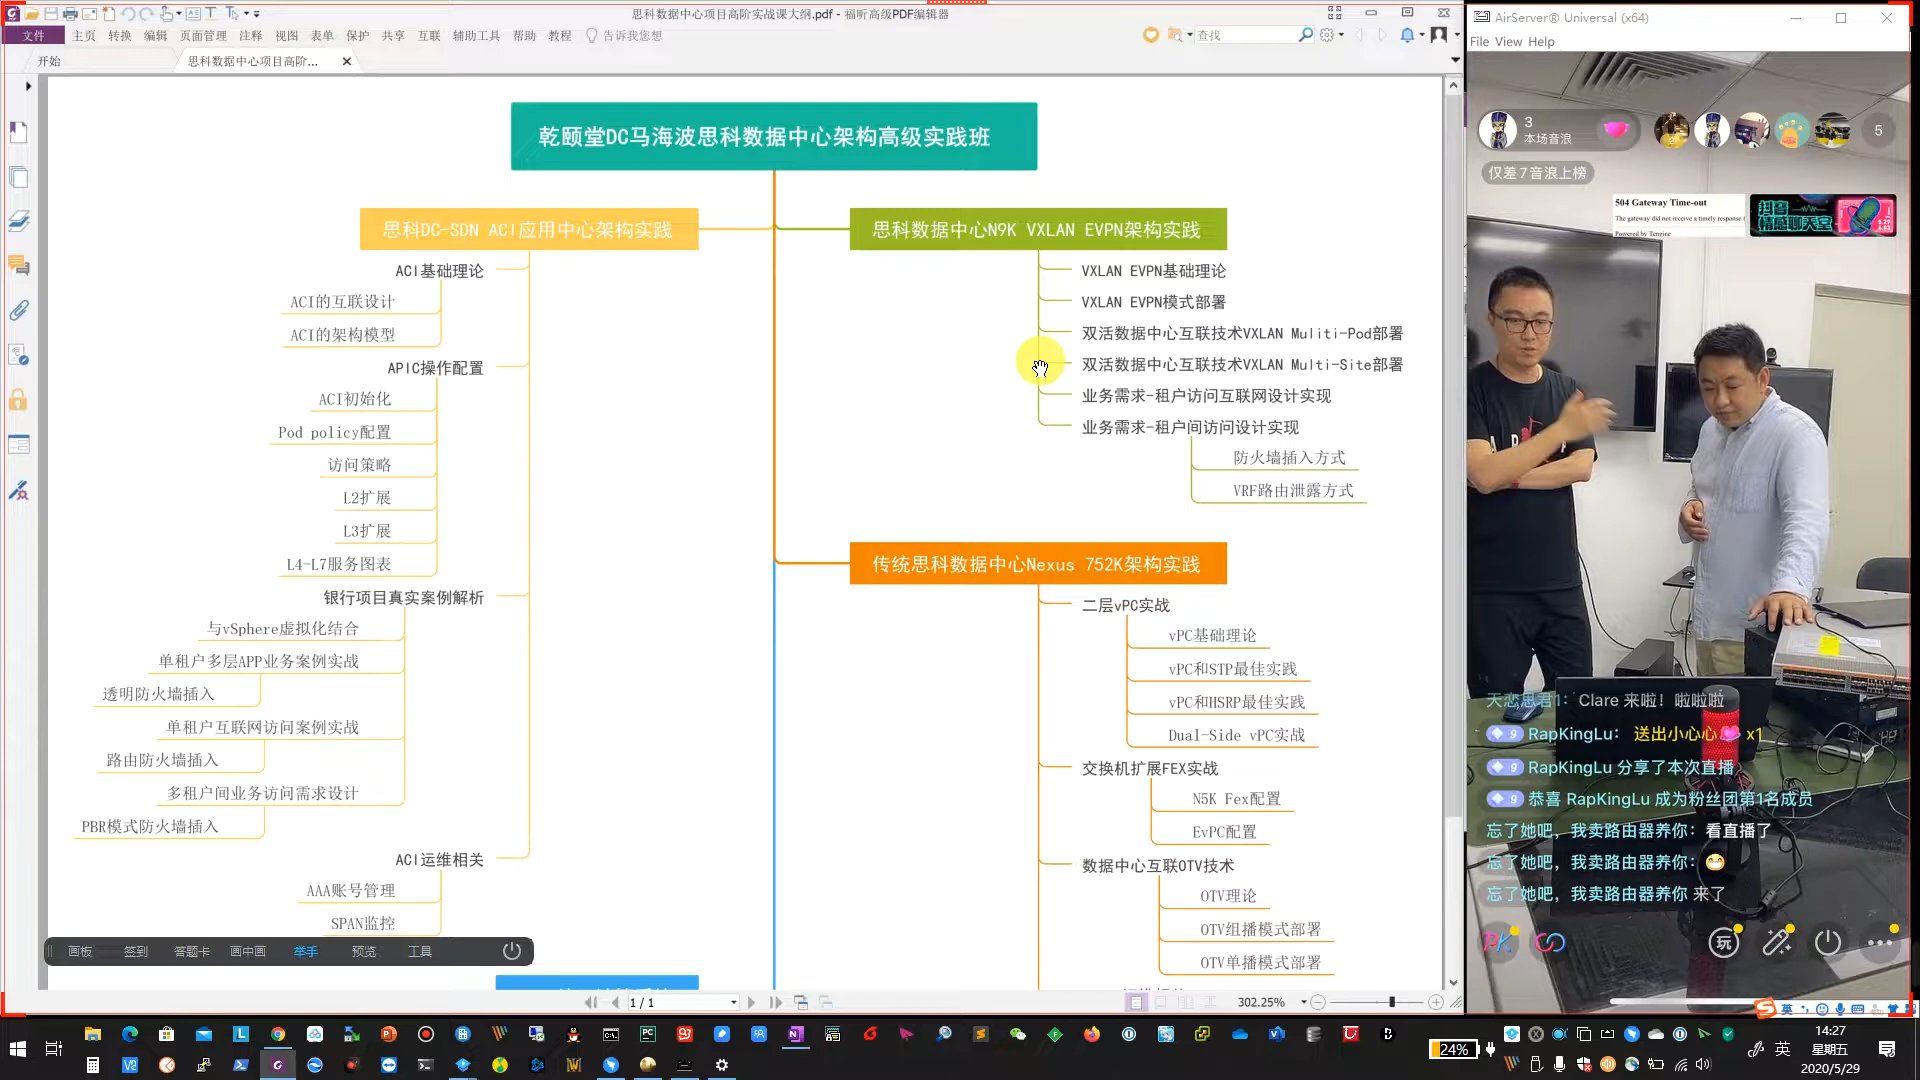 思科数据中心项目高阶实战课大纲.pdf - 福昕高级PDF编辑器
文件 主页 转换 编辑 页面管理 注释 视图 表单 保护 共享 互联 辅助工具 帮助 教程 告诉我您想
查找
开始 思科数据中心项目高阶...
乾颐堂DC马海波思科数据中心架构高级实践班
思科DC-SDN ACI应用中心架构实践
ACI基础理论
ACI的互联设计
ACI的架构模型
APIC操作配置
ACI初始化
Pod policy配置
访问策略
L2扩展
L3扩展
L4-L7服务图表
银行项目真实案例解析
与vSphere虚拟化结合
单租户多层APP业务案例实战
透明防火墙插入
单租户互联网访问案例实战
路由防火墙插入
多租户间业务访问需求设计
PBR模式防火墙插入
ACI运维相关
AAA账号管理
SPAN监控
思科数据中心N9K VXLAN EVPN架构实践
VXLAN EVPN基础理论
VXLAN EVPN模式部署
双活数据中心互联技术VXLAN Muliti-Pod部署
双活数据中心互联技术VXLAN Multi-Site部署
业务需求-租户访问互联网设计实现
业务需求-租户间访问设计实现
防火墙插入方式
VRF路由泄露方式
传统思科数据中心Nexus 752K架构实践
二层vPC实战
vPC基础理论
vPC和STP最佳实践
vPC和HSRP最佳实践
Dual-Side vPC实战
交换机扩展FEX实战
N5K Fex配置
EvPC配置
数据中心互联OTV技术
OTV理论
OTV组播模式部署
OTV单播模式部署
画板 签到 答题卡 画中画 举手 预览 工具
1 / 1
302.25%
AirServer® Universal (x64)
File View Help
3
本场音浪
5
仅差7音浪上榜
504 Gateway Time-out
The gateway did not receive a timely response
Powered by Tengine
抖音
情感聊天室
天恋思君1: Clare 来啦! 啦啦啦
9 RapKingLu: 送出小心心 x1
9 RapKingLu 分享了本次直播
9 恭喜 RapKingLu 成为粉丝团第1名成员
忘了她吧，我卖路由器养你: 看直播了
忘了她吧，我卖路由器养你: 😁
忘了她吧，我卖路由器养你 来了
PK
玩
英
24%
英
14:27
星期五
2020/5/29